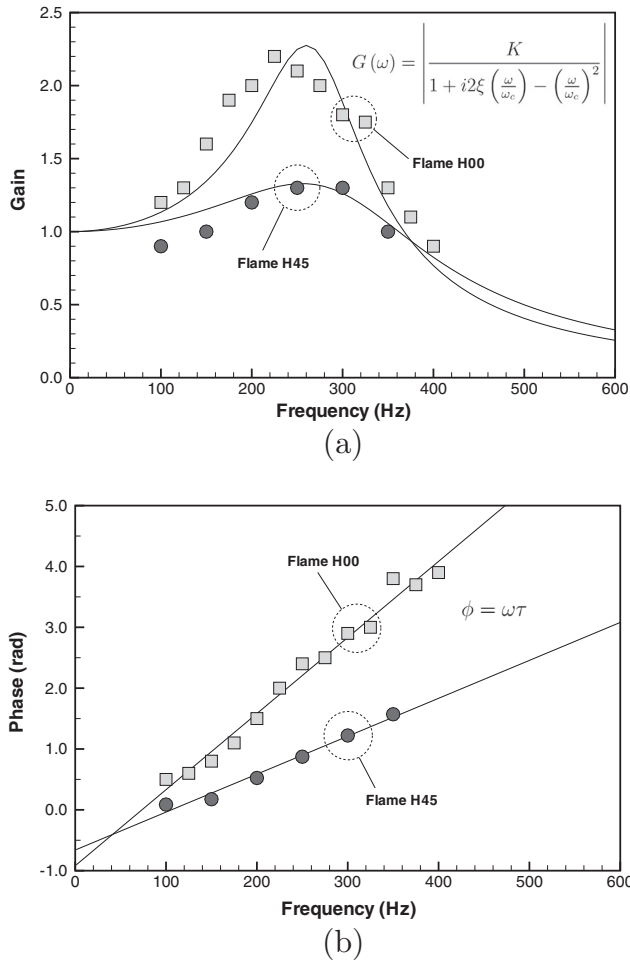 2.5
2.0
1.5
1.0
0.5
0.0
Gain
G (ω) = | K / 1 + i2ξ (ω/ω_c) − (ω/ω_c)^2 |
Flame H00
Flame H45
100 200 300 400 500 600
Frequency (Hz)
(a)
5.0
4.0
3.0
2.0
1.0
0.0
-1.0
Phase (rad)
Flame H00
ϕ = ωτ
Flame H45
0 100 200 300 400 500 600
Frequency (Hz)
(b)